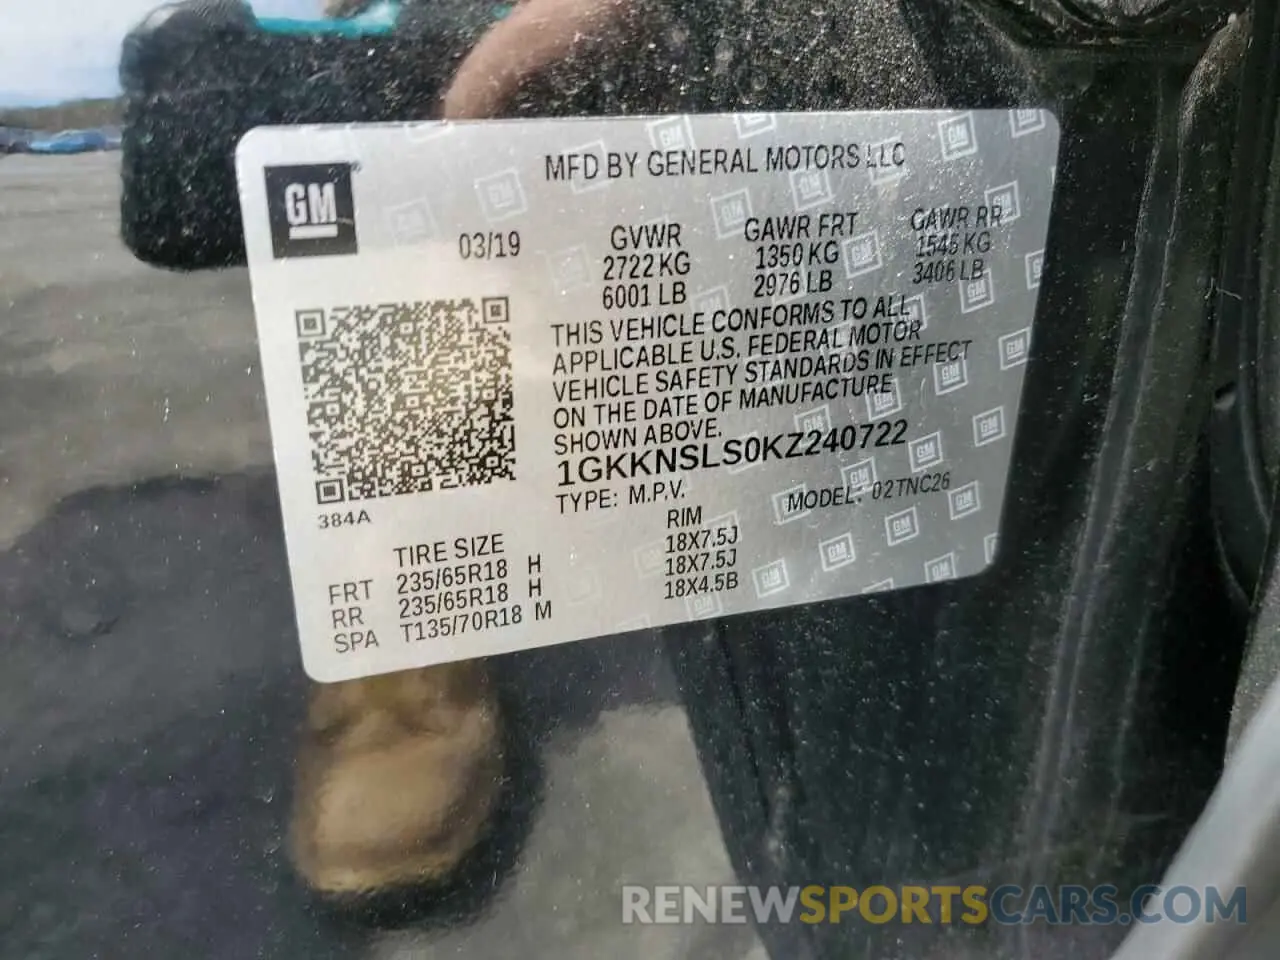 MFD BY GENERAL MOTORS LLC
GM
03/19
GVWR GAWR FRT GAWR RR
2722 KG 1350 KG 1545 KG
6001 LB 2976 LB 3406 LB
THIS VEHICLE CONFORMS TO ALL
APPLICABLE U.S. FEDERAL MOTOR
VEHICLE SAFETY STANDARDS IN EFFECT
ON THE DATE OF MANUFACTURE
SHOWN ABOVE.
1GKKNSLS0KZ240722
TYPE: M.P.V. MODEL: 02TNC26
384A
TIRE SIZE RIM
FRT 235/65R18 H 18X7.5J
RR 235/65R18 H 18X7.5J
SPA T135/70R18 M 18X4.5B
RENEWSPORTSCARS.COM